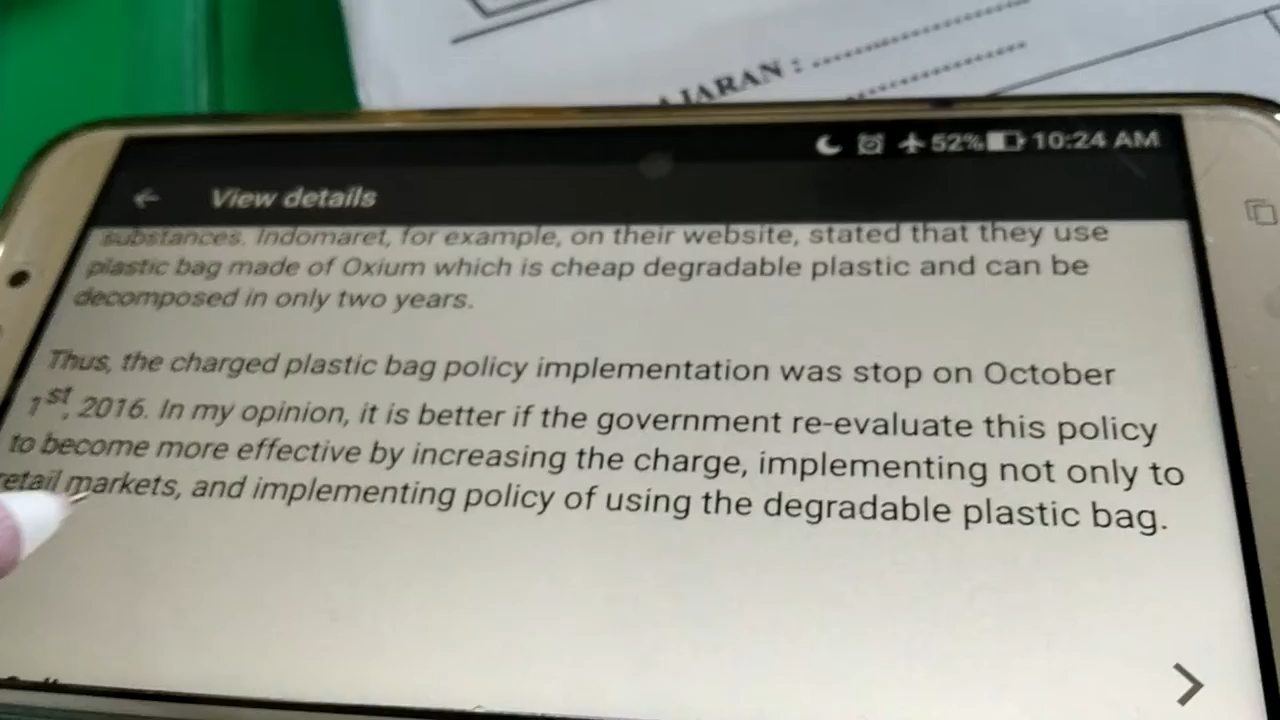 JARAN : ........................
52% 10:24 AM
View details
substances. Indomaret, for example, on their website, stated that they use
plastic bag made of Oxium which is cheap degradable plastic and can be
decomposed in only two years.
Thus, the charged plastic bag policy implementation was stop on October
1st, 2016. In my opinion, it is better if the government re-evaluate this policy
to become more effective by increasing the charge, implementing not only to
retail markets, and implementing policy of using the degradable plastic bag.